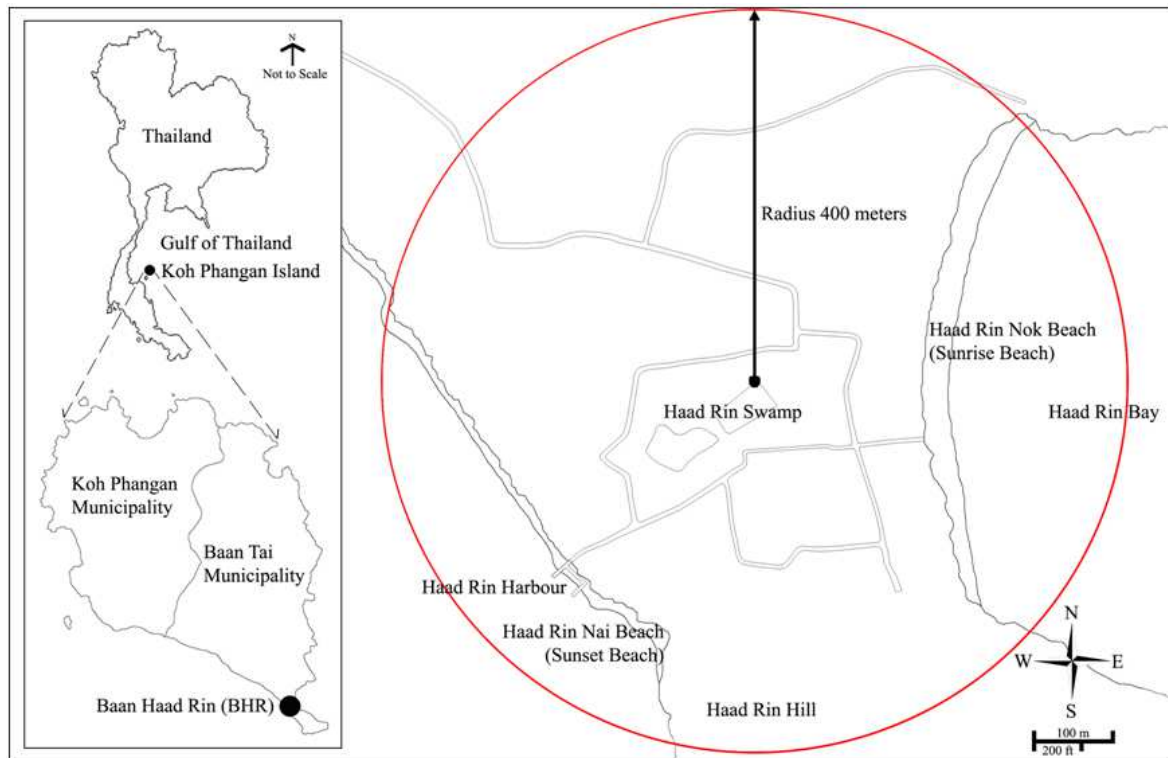 N
Not to Scale
Thailand
Gulf of Thailand
Koh Phangan Island
Koh Phangan
Municipality
Baan Tai
Municipality
Baan Haad Rin (BHR)
Radius 400 meters
Haad Rin Nok Beach
(Sunrise Beach)
Haad Rin Swamp
Haad Rin Bay
Haad Rin Harbour
Haad Rin Nai Beach
(Sunset Beach)
Haad Rin Hill
N
W
E
S
100 m
200 ft